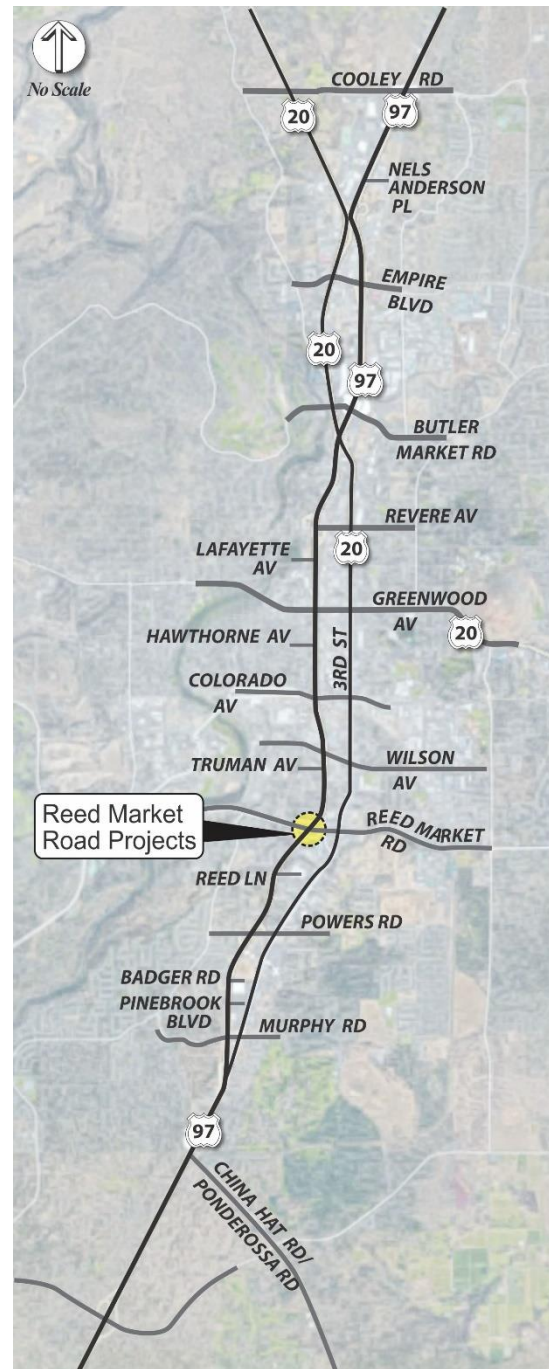 No Scale
COOLEY RD
20
97
NELS
ANDERSON
PL
EMPIRE
BLVD
20
97
BUTLER
MARKET RD
REVERE AV
LAFAYETTE
AV
20
GREENWOOD
AV
20
HAWTHORNE AV
3RD ST
COLORADO
AV
TRUMAN AV
WILSON
AV
Reed Market
Road Projects
REED MARKET
RD
REED LN
POWERS RD
BADGER RD
PINEBROOK
BLVD
MURPHY RD
97
CHINA HAT RD/
PONDEROSSA RD